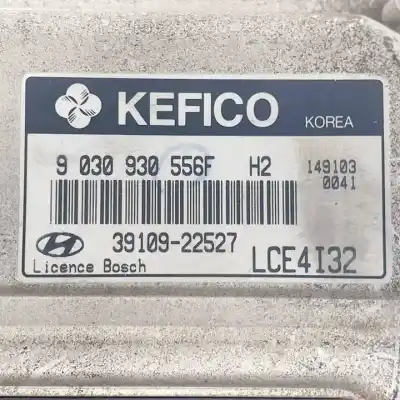 KEFICO KOREA
9 030 930 556F H2 149103
0041
39109-22527
Licence Bosch LCE4I32